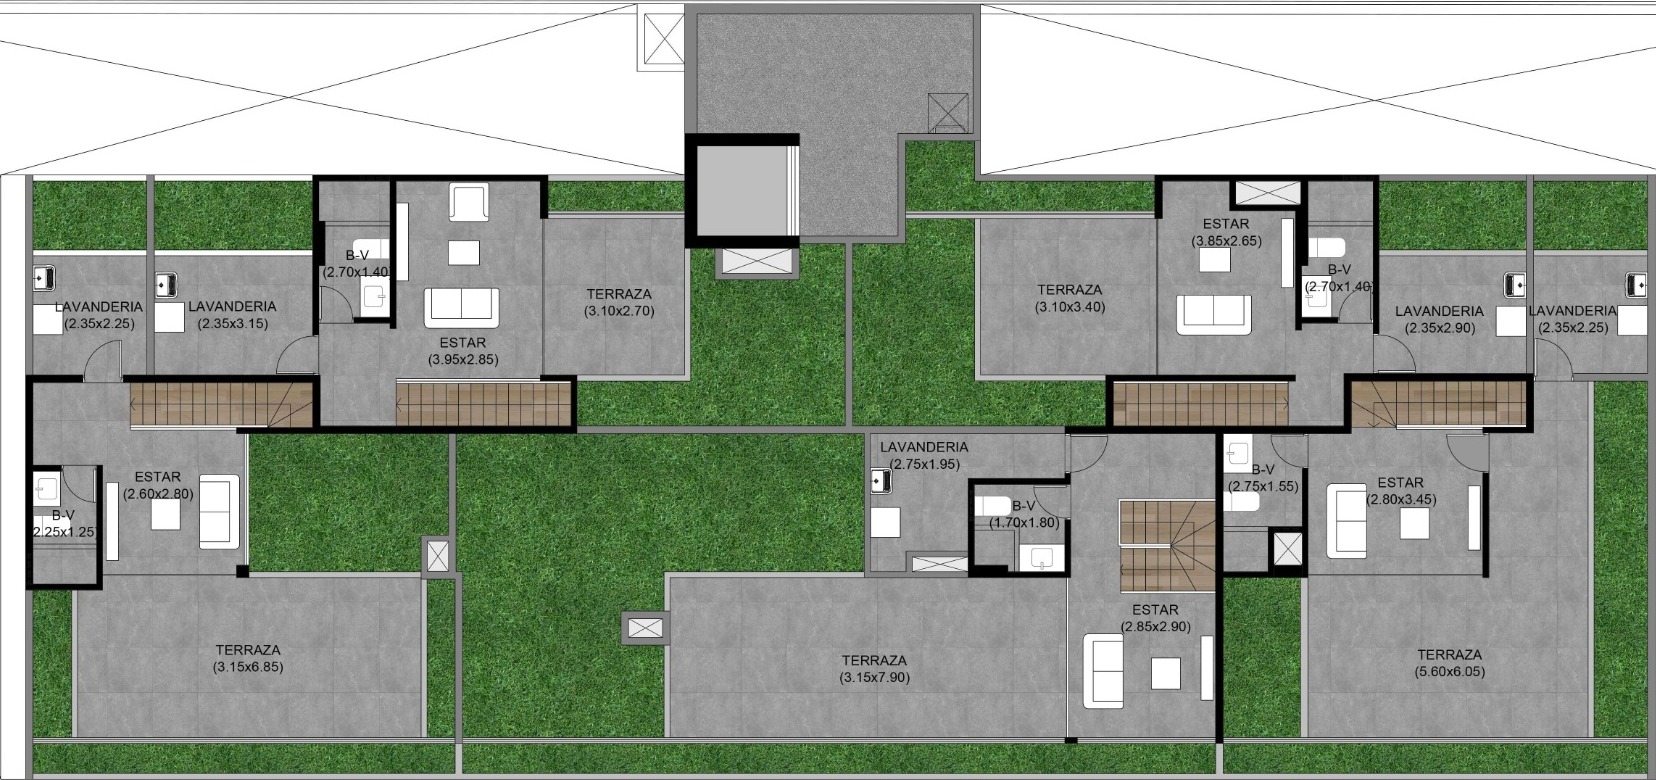 LAVANDERIA
(2.35x2.25)
LAVANDERIA
(2.35x3.15)
B-V
(2.70x1.40
ESTAR
(3.95x2.85)
TERRAZA
(3.10x2.70)
TERRAZA
(3.10x3.40)
ESTAR
(3.85x2.65)
B-V
(2.70x1.40)
LAVANDERIA
(2.35x2.90)
LAVANDERIA
(2.35x2.25)
ESTAR
(2.60x2.80)
B-V
2.25x1.25)
TERRAZA
(3.15x6.85)
LAVANDERIA
(2.75x1.95)
B-V
(1.70x1.80)
TERRAZA
(3.15x7.90)
ESTAR
(2.85x2.90)
B-V
(2.75x1.55)
ESTAR
(2.80x3.45)
TERRAZA
(5.60x6.05)